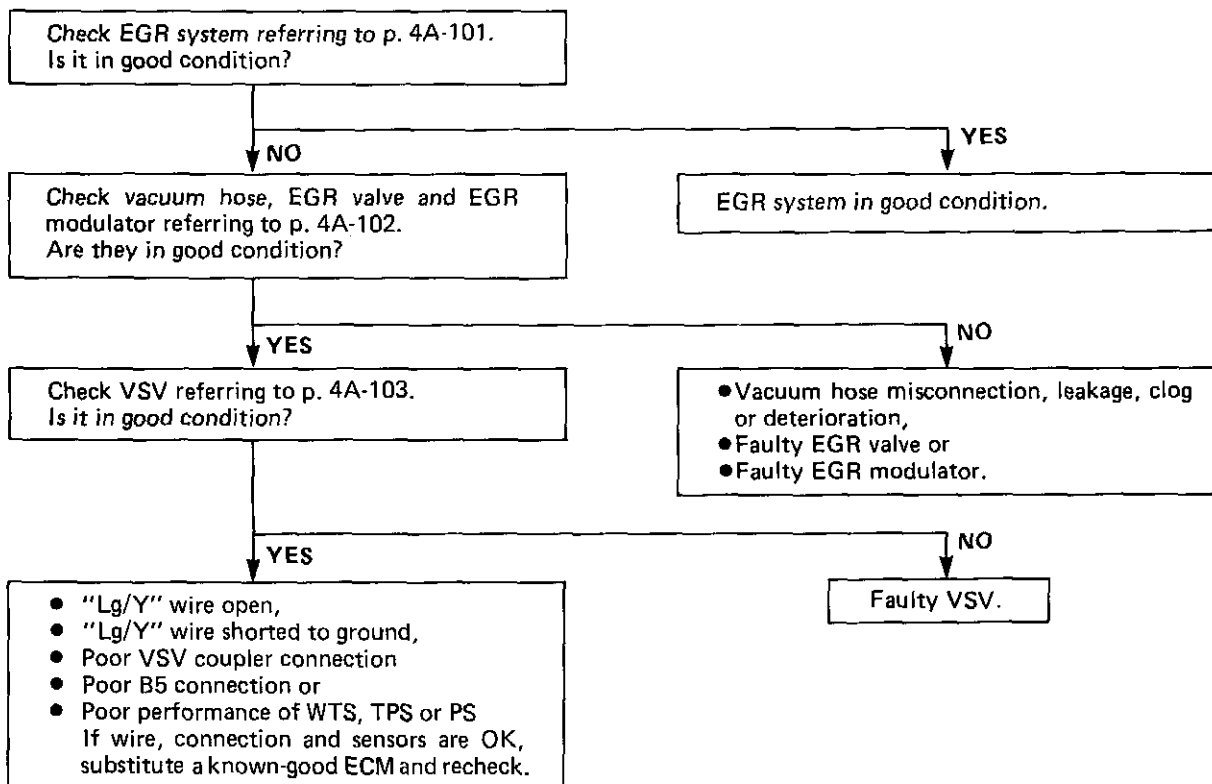 Check EGR system referring to p. 4A-101.
Is it in good condition?
NO
YES
Check vacuum hose, EGR valve and EGR
modulator referring to p. 4A-102.
Are they in good condition?
EGR system in good condition.
YES
NO
Check VSV referring to p. 4A-103.
Is it in good condition?
●Vacuum hose misconnection, leakage, clog
or deterioration,
●Faulty EGR valve or
●Faulty EGR modulator.
YES
NO
● "Lg/Y" wire open,
● "Lg/Y" wire shorted to ground,
● Poor VSV coupler connection
● Poor B5 connection or
● Poor performance of WTS, TPS or PS
If wire, connection and sensors are OK,
substitute a known-good ECM and recheck.
Faulty VSV.